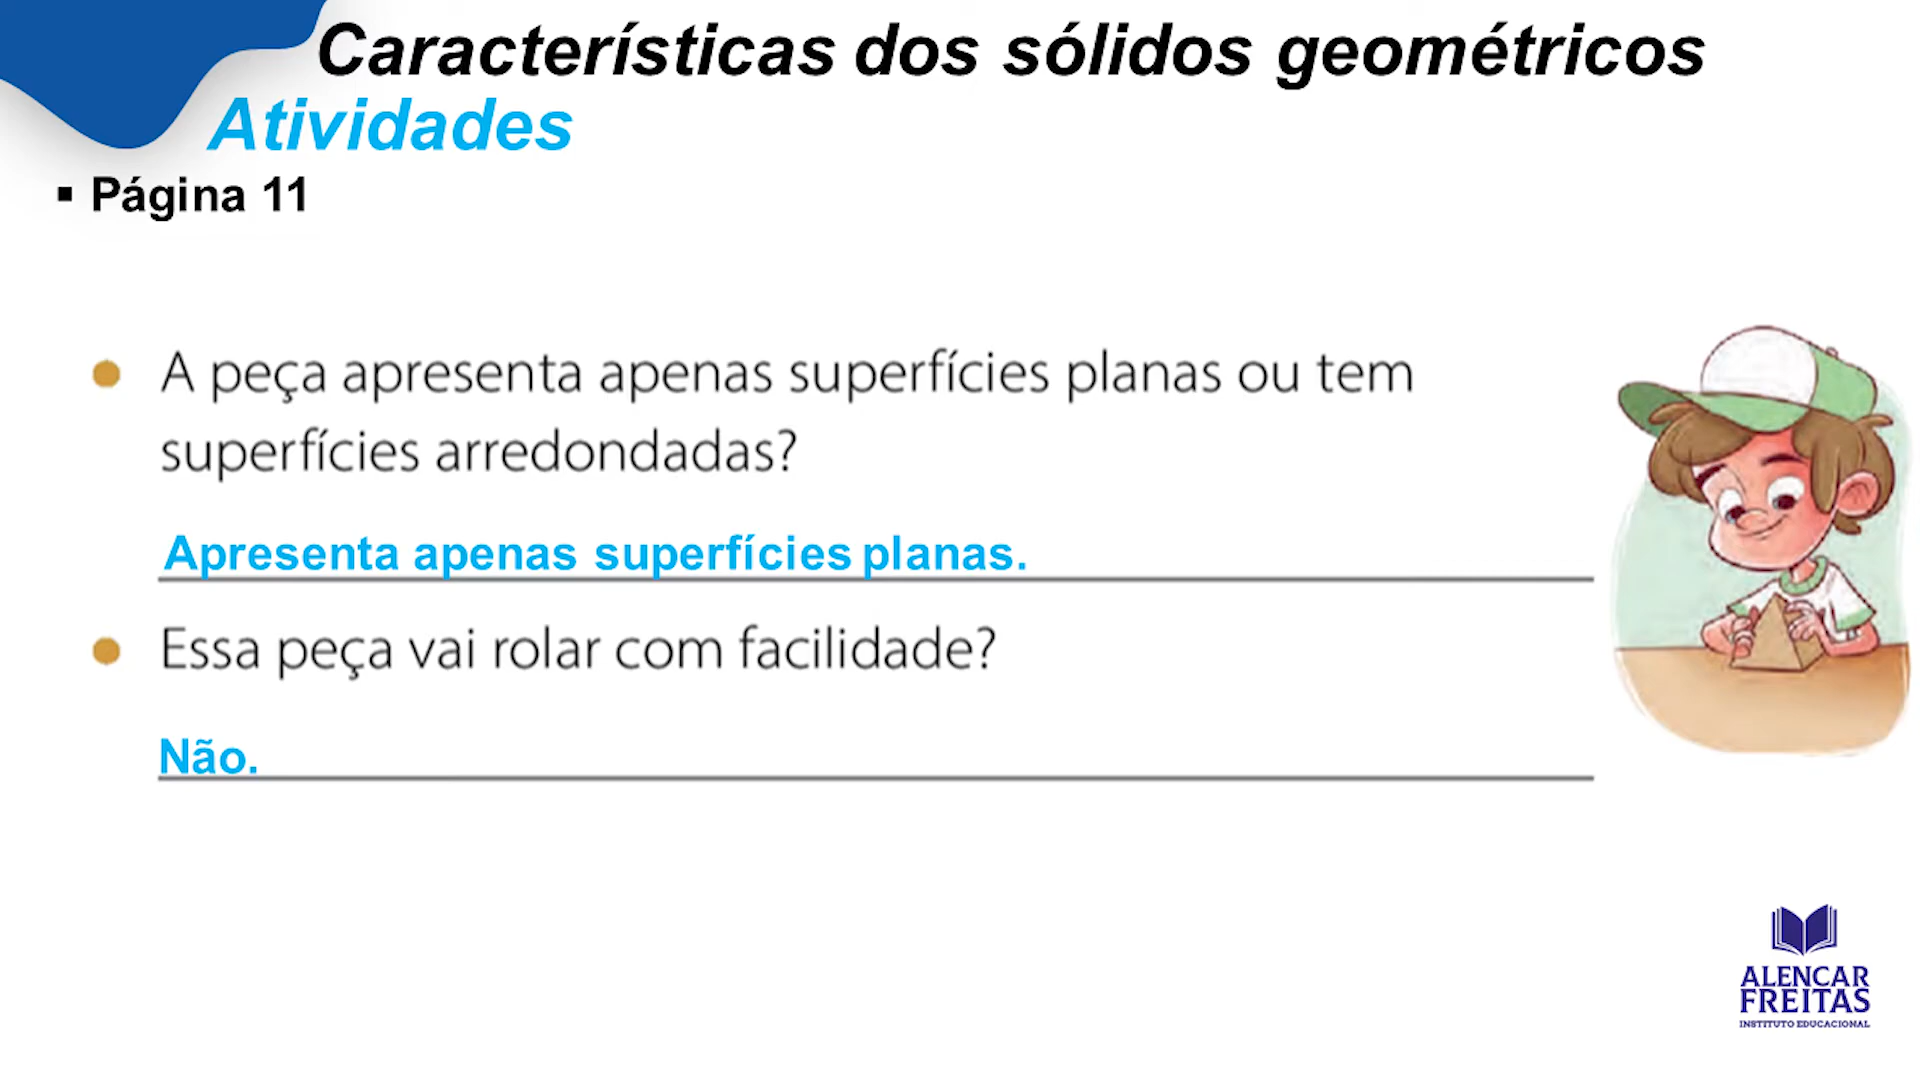 Características dos sólidos geométricos
Atividades
▪ Página 11
● A peça apresenta apenas superfícies planas ou tem
superfícies arredondadas?
Apresenta apenas superfícies planas.
● Essa peça vai rolar com facilidade?
Não.
ALENCAR
FREITAS
INSTITUTO EDUCACIONAL